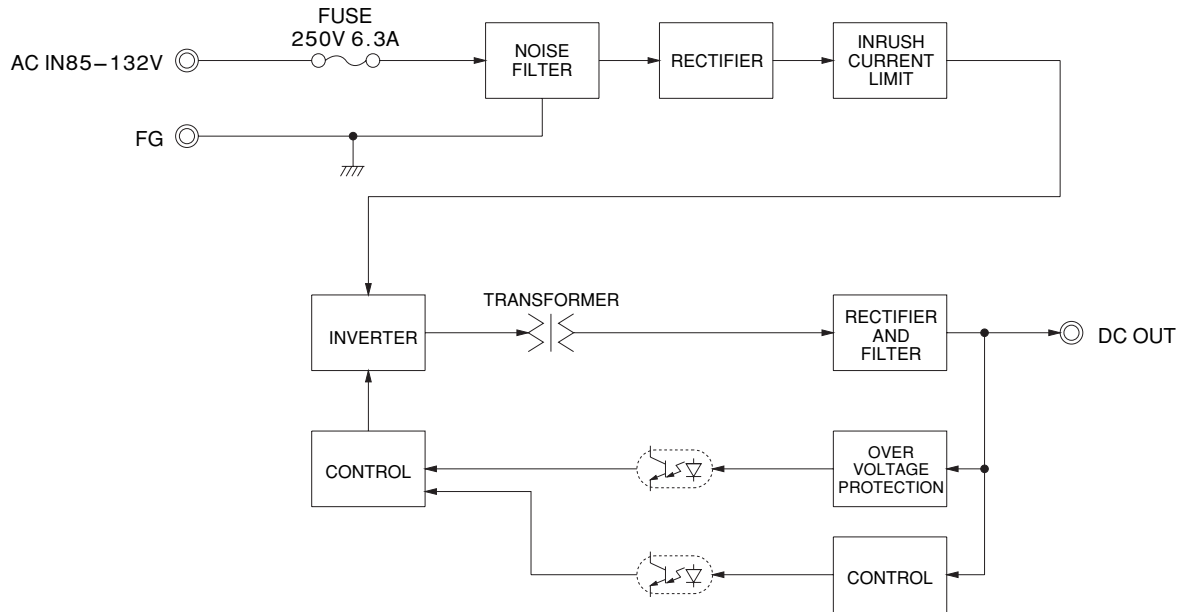 FUSE
250V 6.3A
AC IN85–132V
NOISE
FILTER
RECTIFIER
INRUSH
CURRENT
LIMIT
FG
TRANSFORMER
INVERTER
RECTIFIER
AND
FILTER
DC OUT
CONTROL
OVER
VOLTAGE
PROTECTION
CONTROL